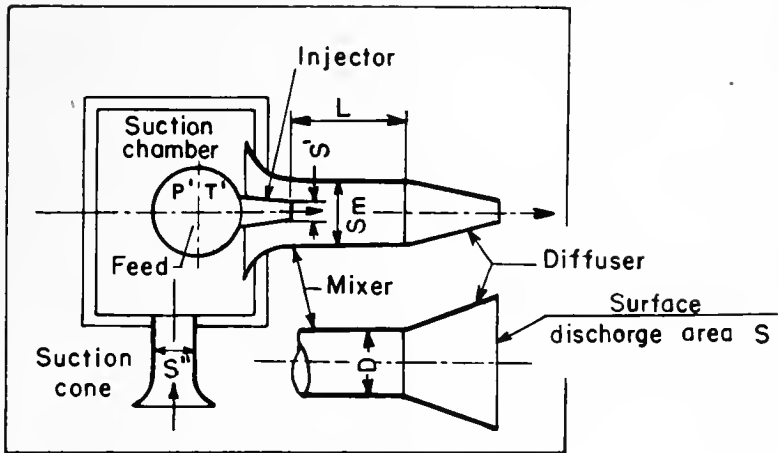 Injector
L
Suction
chamber
S'
P' T'
Sm
Feed
Diffuser
Mixer
Surface
discharge area S
Suction
cone
S"
D